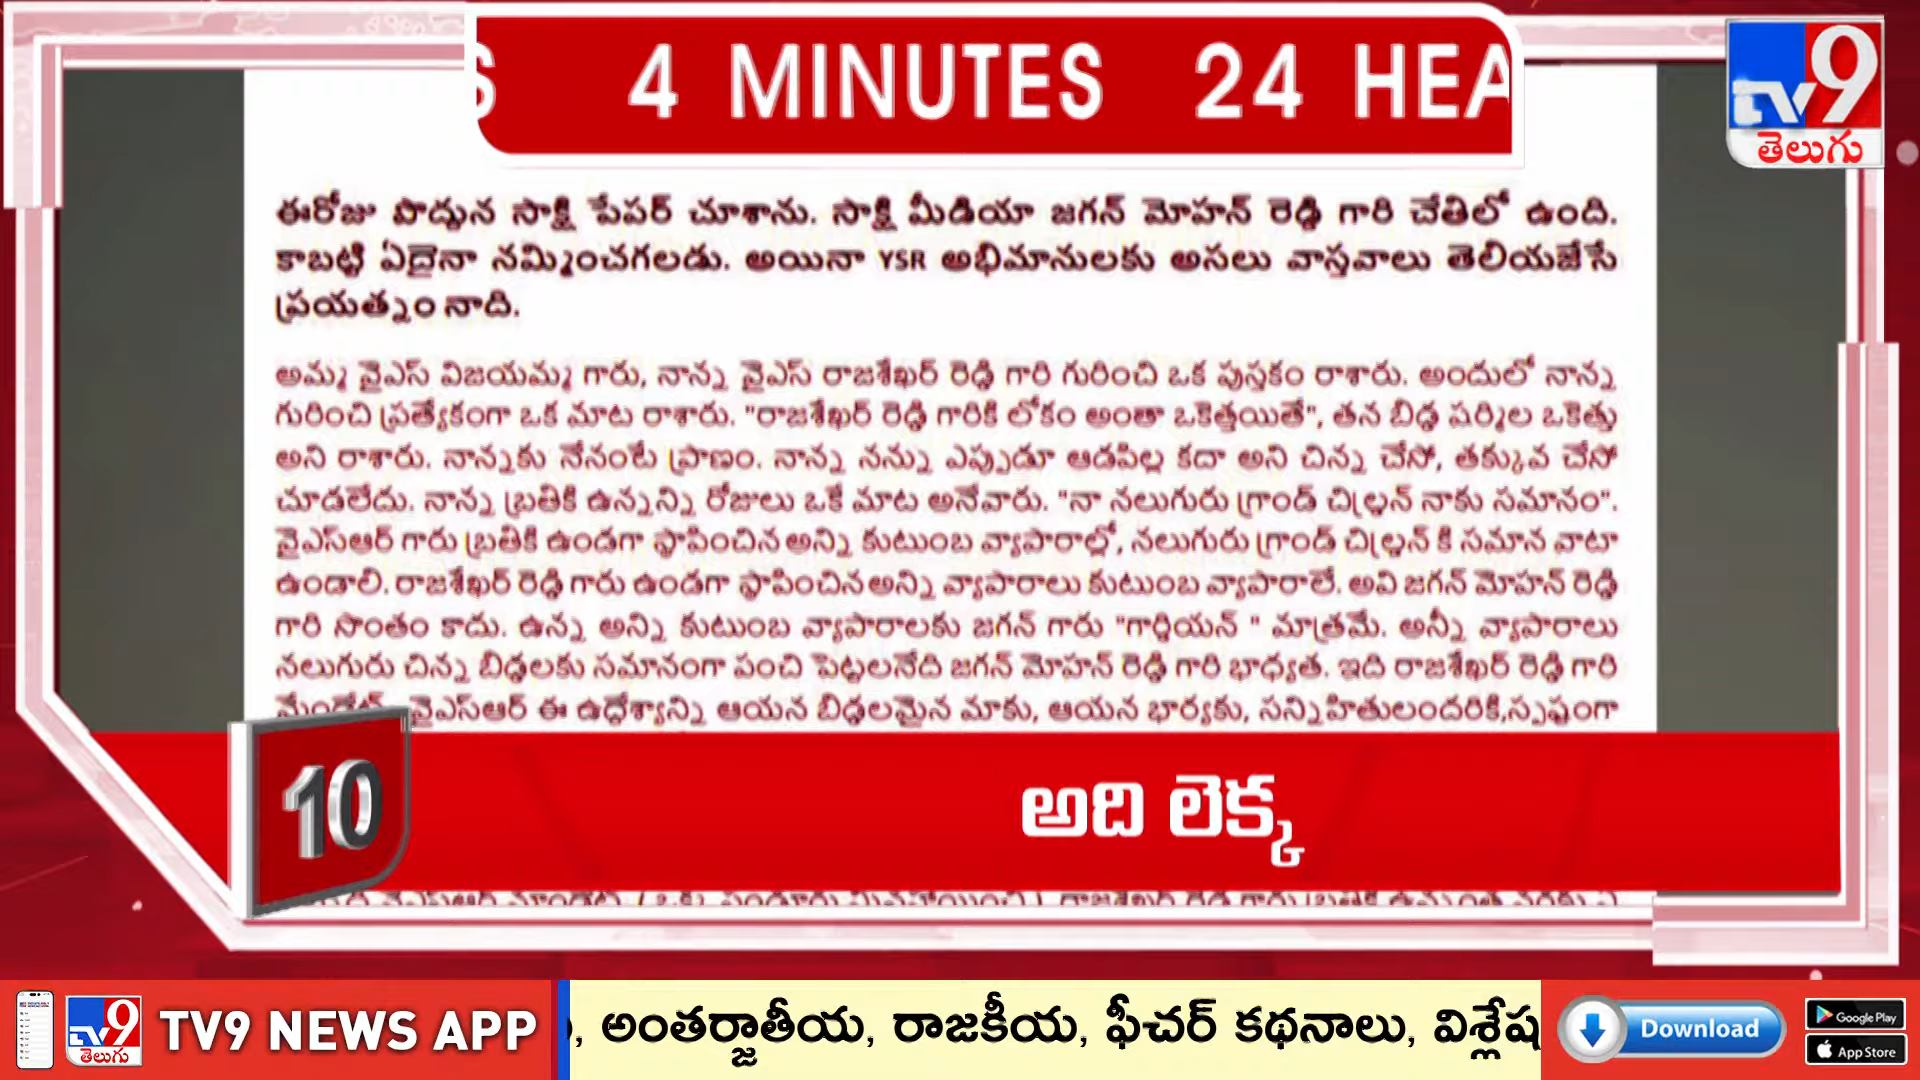 4 MINUTES 24 HEA
TV9
తెలుగు
ఈరోజు పొద్దున సాక్షి పేపర్ చూశాను. సాక్షి మీడియా జగన్ మోహన్ రెడ్డి గారి చేతిలో ఉంది.
కాబట్టి ఏదైనా నమ్మించగలడు. అయినా YSR అభిమానులకు అసలు వాస్తవాలు తెలియజేసే
ప్రయత్నం నాది.
అమ్మ వైఎస్ విజయమ్మ గారు, నాన్న వైఎస్ రాజశేఖర్ రెడ్డి గారి గురించి ఒక పుస్తకం రాశారు. అందులో నాన్న
గురించి ప్రత్యేకంగా ఒక మాట రాశారు. "రాజశేఖర్ రెడ్డి గారికి లోకం అంతా ఒకెత్తయితే", తన బిడ్డ షర్మిల ఒకెత్తు
అని రాశారు. నాన్నకు నేనంటే ప్రాణం. నాన్న నన్ను ఎప్పుడూ ఆడపిల్ల కదా అని చిన్న చేసో, తక్కువ చేసో
చూడలేదు. నాన్న బ్రతికి ఉన్నన్ని రోజులు ఒకే మాట అనేవారు. "నా నలుగురు గ్రాండ్ చిల్డ్రన్ నాకు సమానం".
వైఎస్ఆర్ గారు బ్రతికి ఉండగా స్థాపించిన అన్ని కుటుంబ వ్యాపారాల్లో, నలుగురు గ్రాండ్ చిల్డ్రన్ కి సమాన వాటా
ఉండాలి. రాజశేఖర్ రెడ్డి గారు ఉండగా స్థాపించిన అన్ని వ్యాపారాలు కుటుంబ వ్యాపారాలే. అవి జగన్ మోహన్ రెడ్డి
గారి సొంతం కాదు. ఉన్న అన్ని కుటుంబ వ్యాపారాలకు జగన్ గారు "గార్డియన్ " మాత్రమే. అన్నీ వ్యాపారాలు
నలుగురు చిన్న బిడ్డలకు సమానంగా పంచి పెట్టలనేది జగన్ మోహన్ రెడ్డి గారి భాధ్యత. ఇది రాజశేఖర్ రెడ్డి గారి
మేండేట్. వైఎస్ఆర్ ఈ ఉద్దేశ్యాన్ని ఆయన బిడ్డలమైన మాకు, ఆయన భార్యకు, సన్నిహితులందరికి,స్పష్టంగా
10
అది లెక్క
TV9
తెలుగు
TV9 NEWS APP
, అంతర్జాతీయ, రాజకీయ, ఫీచర్ కథనాలు, విశ్లేష
Download
Google Play
App Store